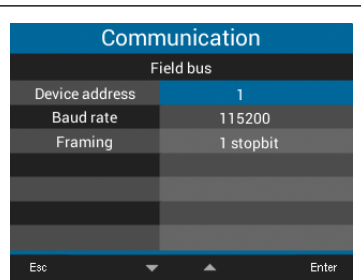 Communication
Field bus
Device address 1
Baud rate 115200
Framing 1 stopbit
Esc Enter